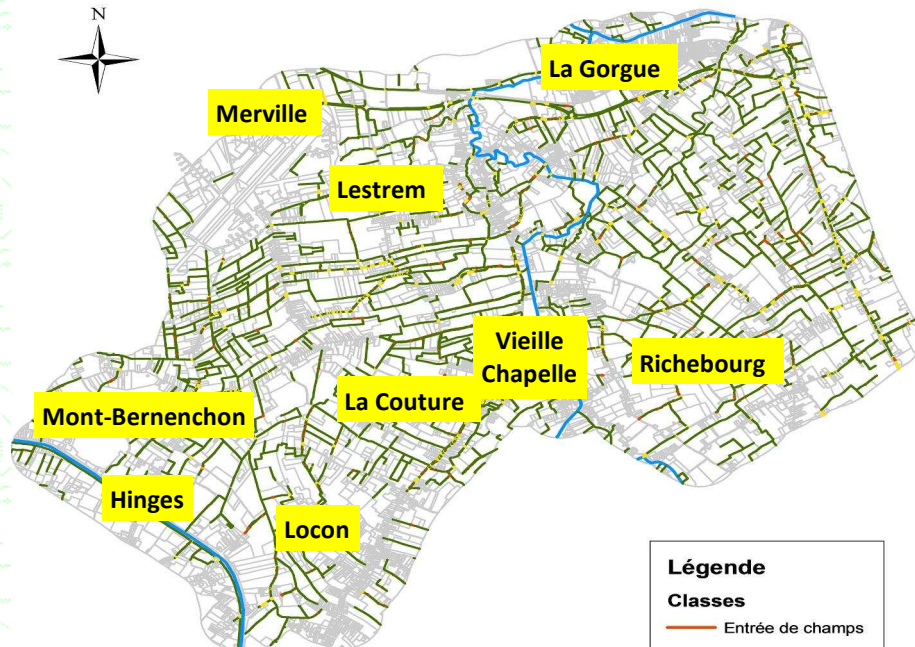 N
La Gorgue
Merville
Lestrem
Vieille
Chapelle
Richebourg
La Couture
Mont-Bernenchon
Hinges
Locon
Légende
Classes
Entrée de champs